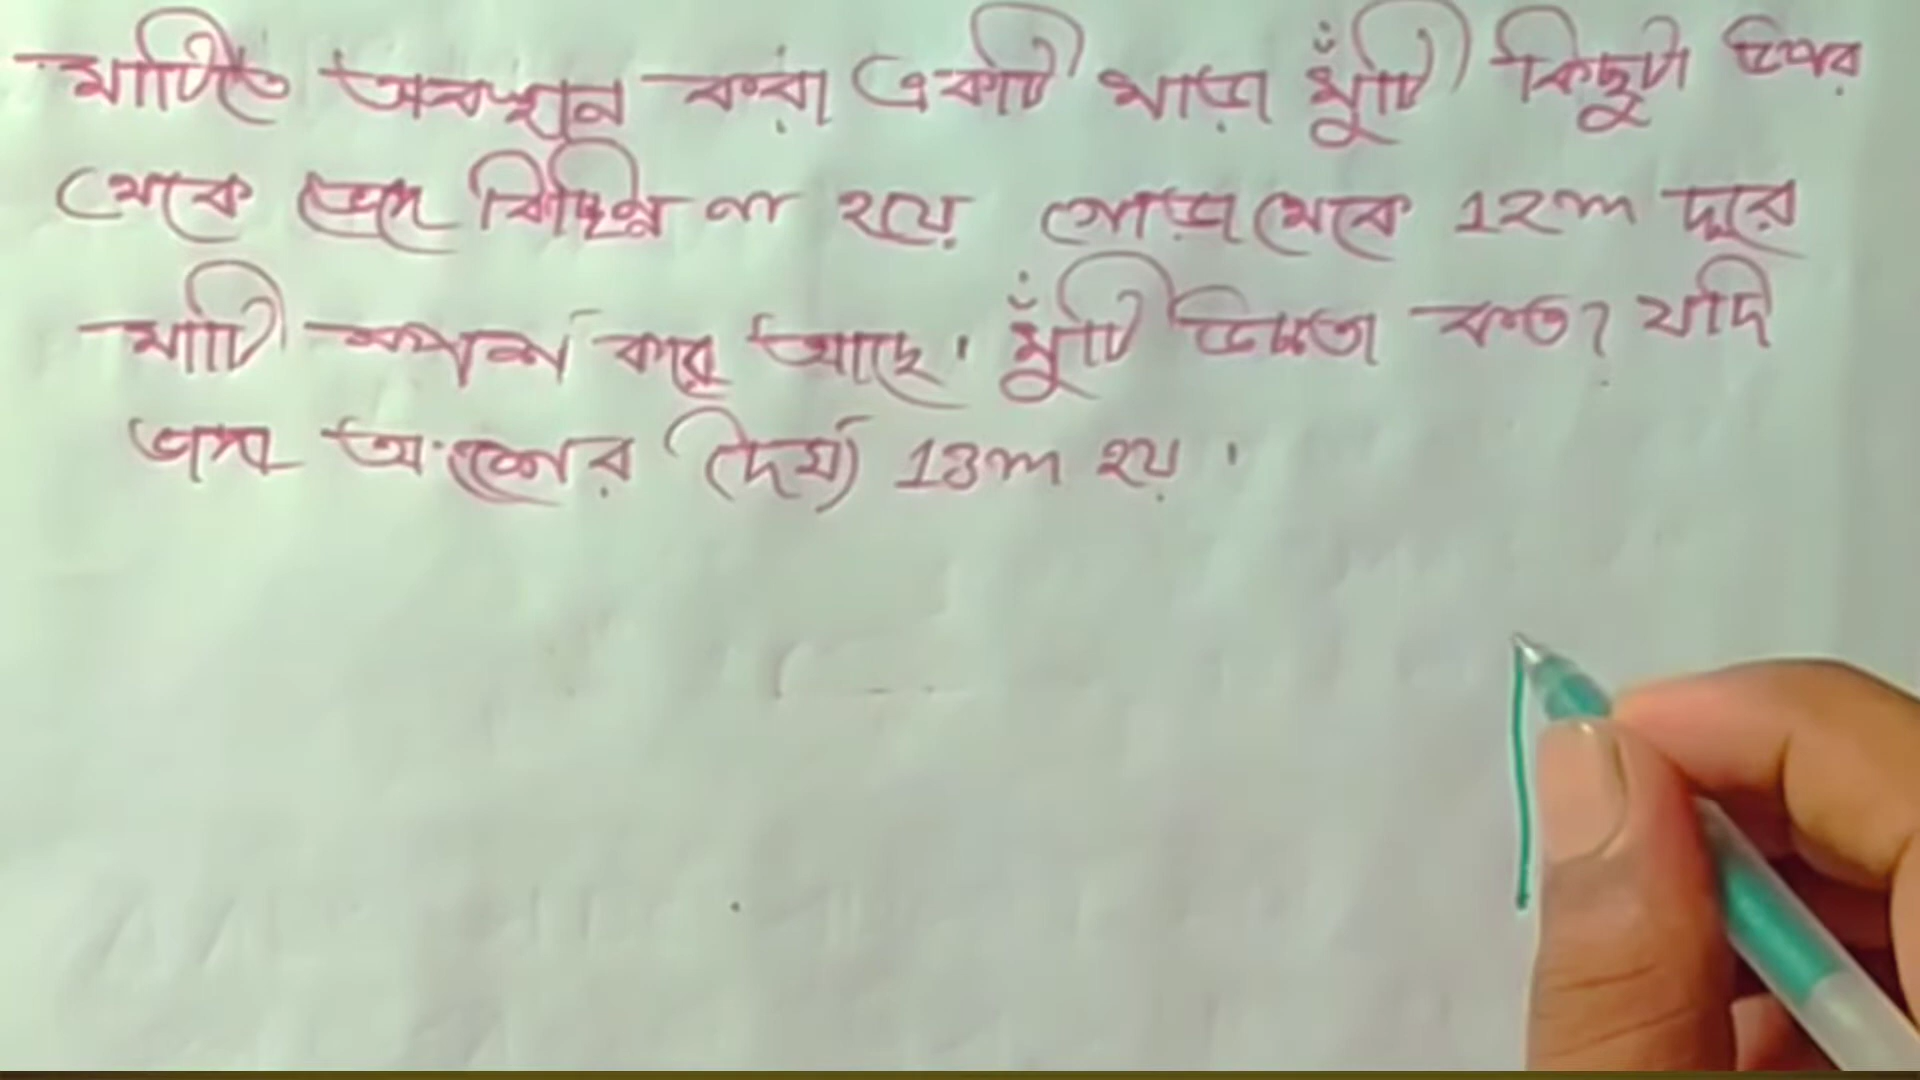 মাটিতে অবস্থান করা একটি খাড়া খুঁটি কিছুটা উপর
থেকে ভেঙ্গে বিচ্ছিন্ন না হয়ে গোড়া থেকে 12m দূরে
মাটি স্পর্শ করে আছে। খুঁটি উচ্চতা কত? যদি
ভাঙ্গা অংশের দৈর্ঘ্য 13m হয়।